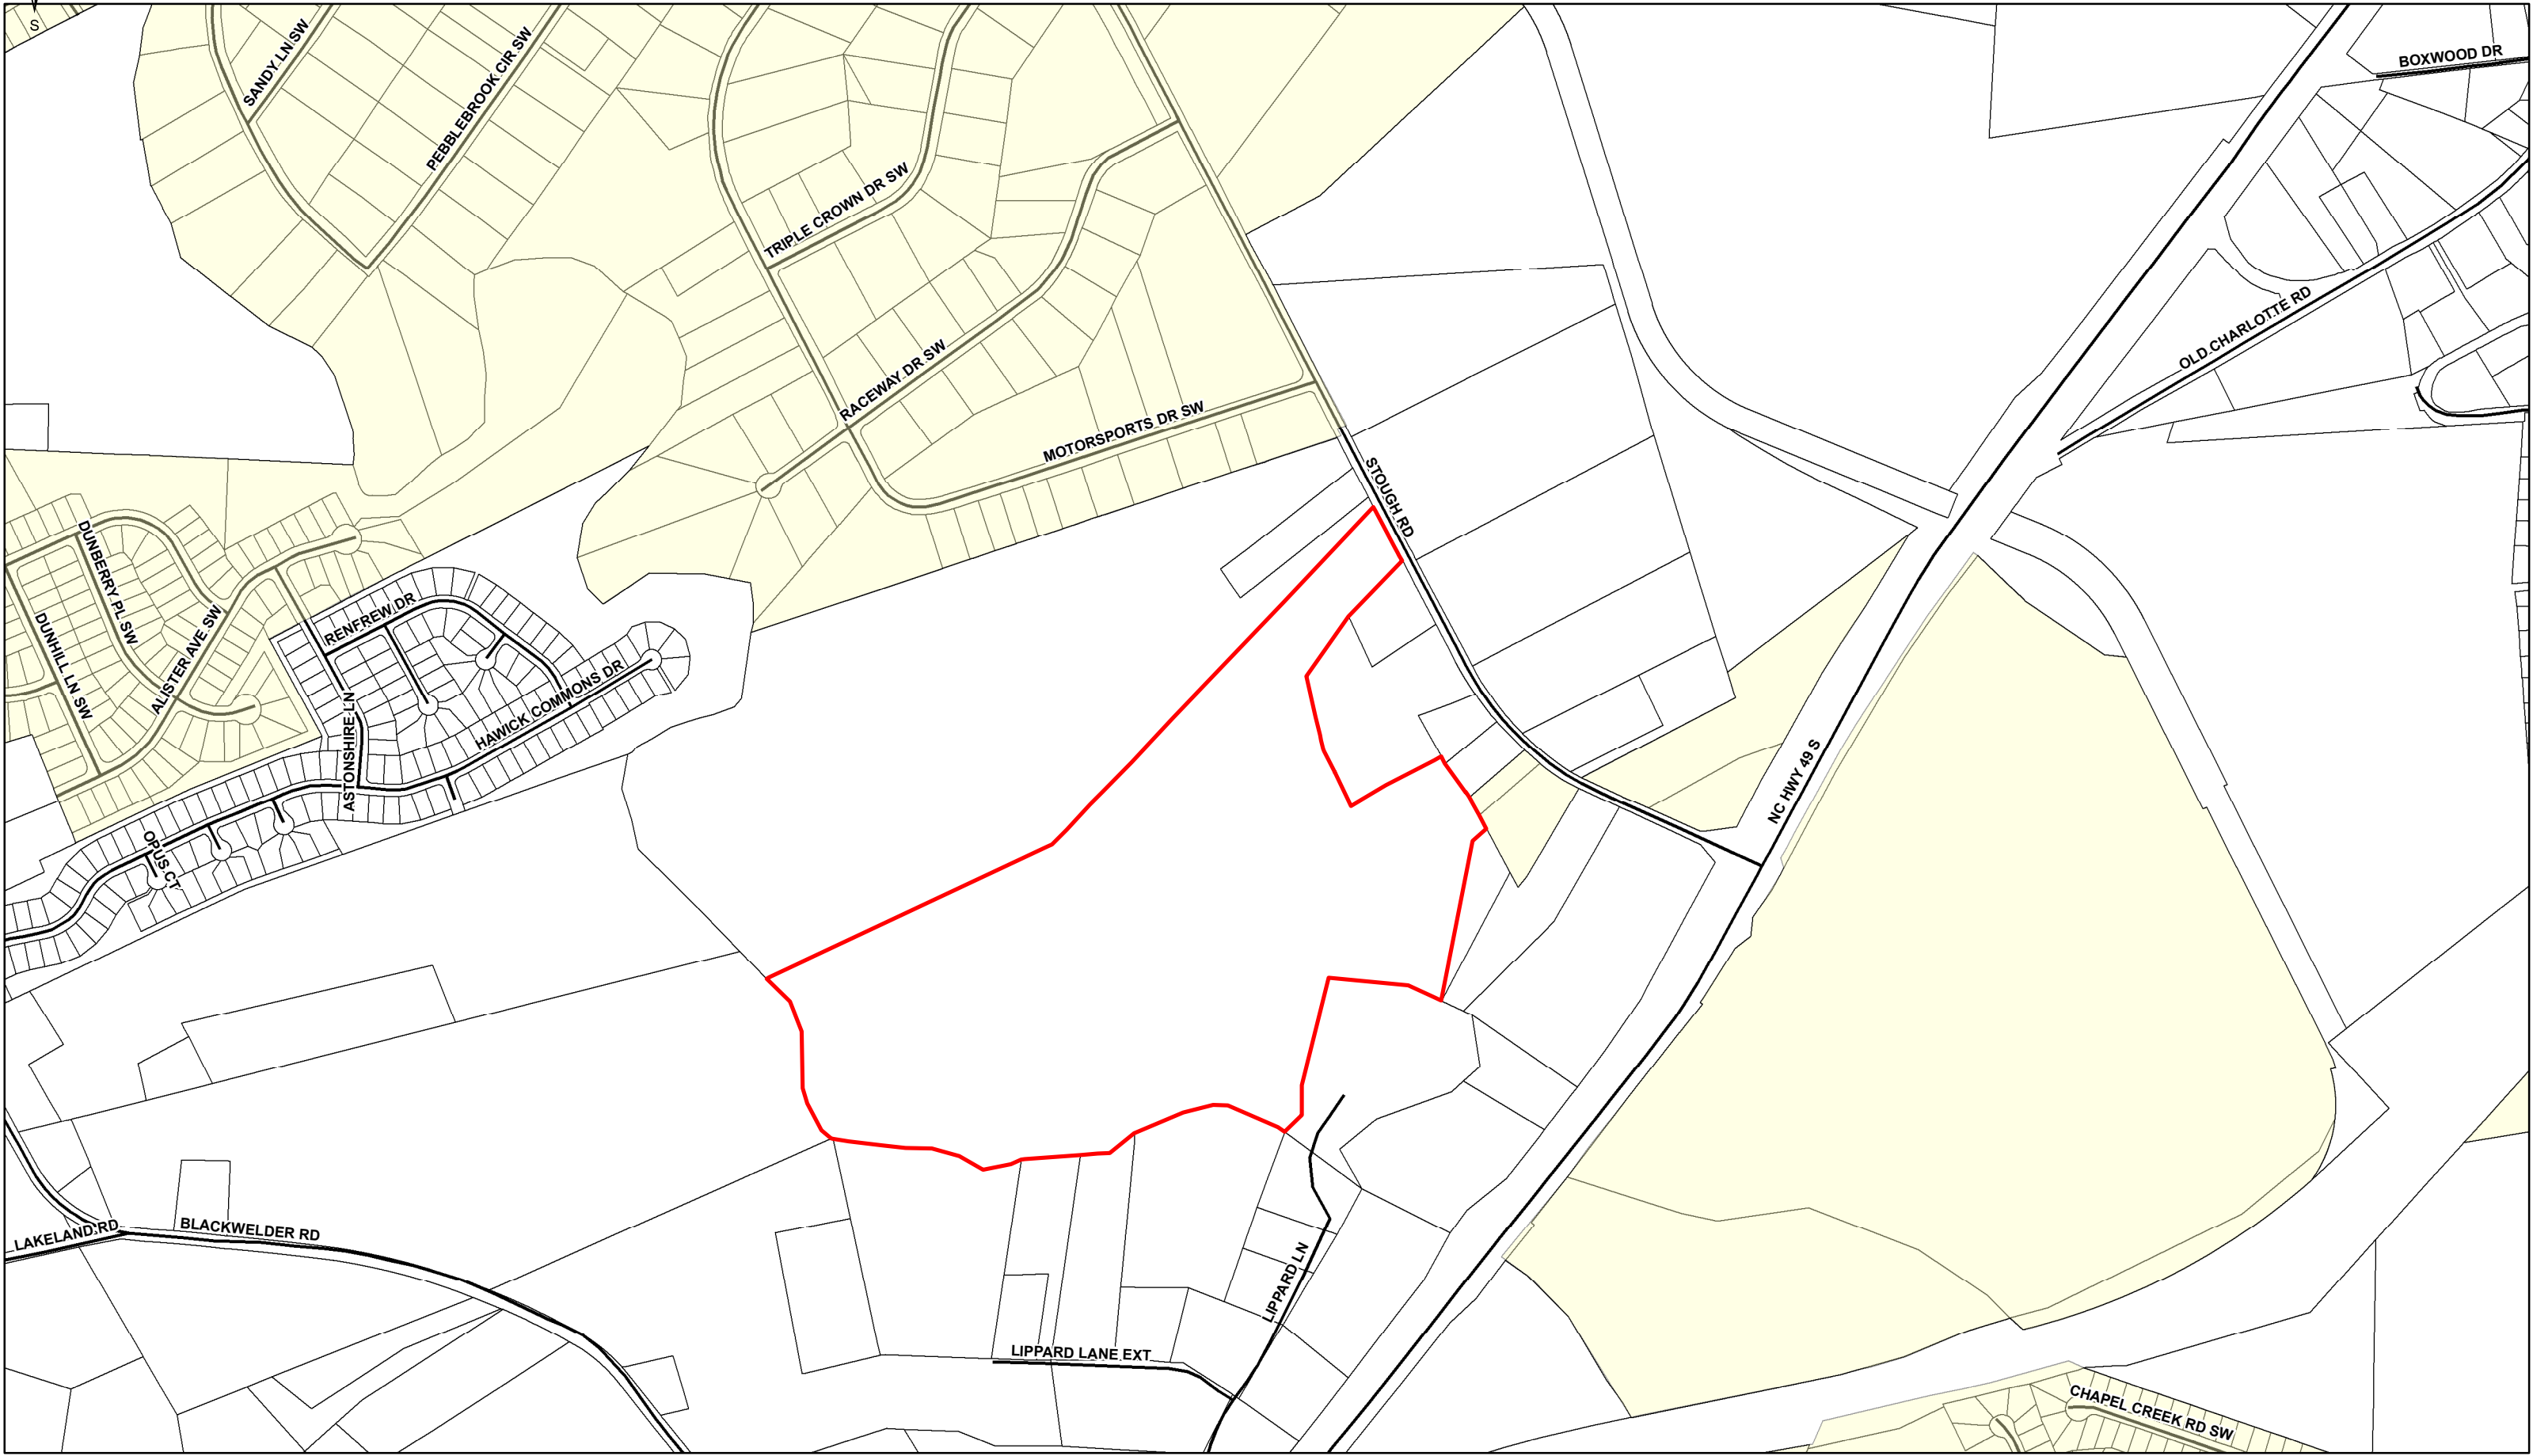 S
SANDY LN SW
PEBBLEBROOK CIR SW
BOXWOOD DR
TRIPLE CROWN DR SW
OLD CHARLOTTE RD
RACEWAY DR SW
MOTORSPORTS DR SW
STOUGH RD
DUNBERRY PL SW
DUNHILL LN SW
ALISTER AVE SW
RENFREW DR
HAWICK COMMONS DR
ASTONSHIRE LN
NC HWY 49 S
OPUS CT
LAKELAND RD
BLACKWELDER RD
LIPPARD LN
LIPPARD LANE EXT
CHAPEL CREEK RD SW